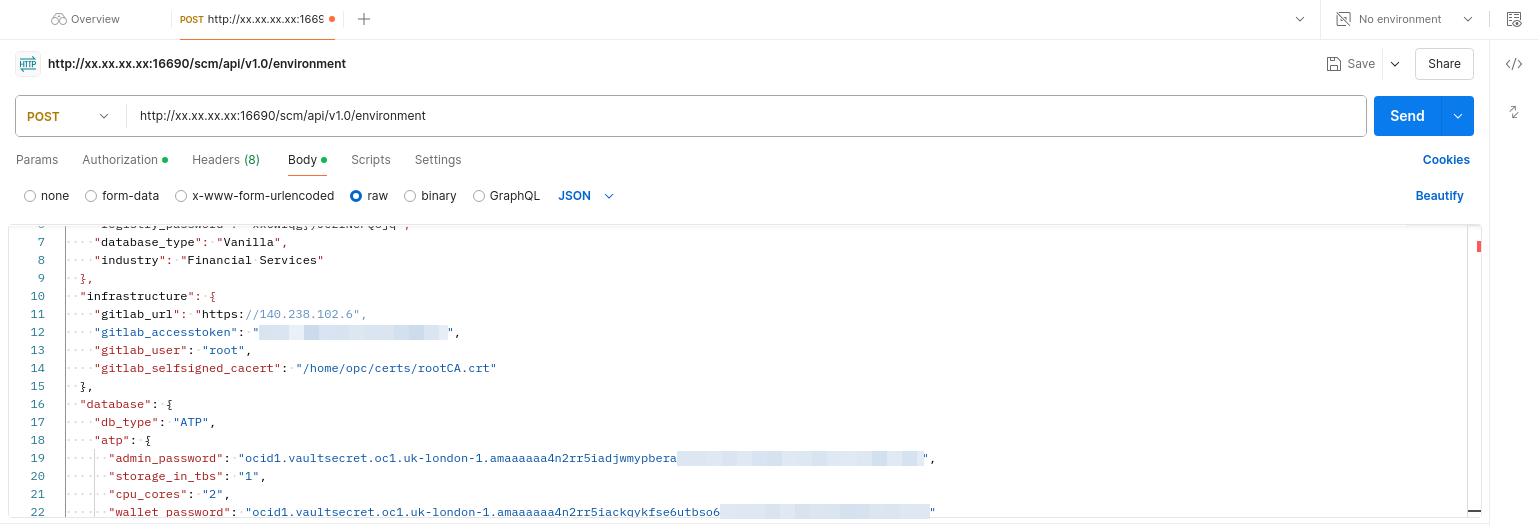 Overview
POST http://xx.xx.xx.xx:1669
No environment
HTTP http://xx.xx.xx.xx:16690/scm/api/v1.0/environment
Save
Share
POST http://xx.xx.xx.xx:16690/scm/api/v1.0/environment
Send
Params Authorization Headers (8) Body Scripts Settings
Cookies
none form-data x-www-form-urlencoded raw binary GraphQL JSON
Beautify
7 "database_type": "Vanilla",
8 "industry": "Financial Services"
9 },
10 "infrastructure": {
11 "gitlab_url": "https://140.238.102.6",
12 "gitlab_accesstoken": "",
13 "gitlab_user": "root",
14 "gitlab_selfsigned_cacert": "/home/opc/certs/rootCA.crt"
15 },
16 "database": {
17 "db_type": "ATP",
18 "atp": {
19 "admin_password": "ocid1.vaultsecret.oc1.uk-london-1.amaaaaaa4n2rr5iadjwmypbera",
20 "storage_in_tbs": "1",
21 "cpu_cores": "2",
22 "wallet_password": "ocid1.vaultsecret.oc1.uk-london-1.amaaaaaa4n2rr5iackqykfse6utbso6"